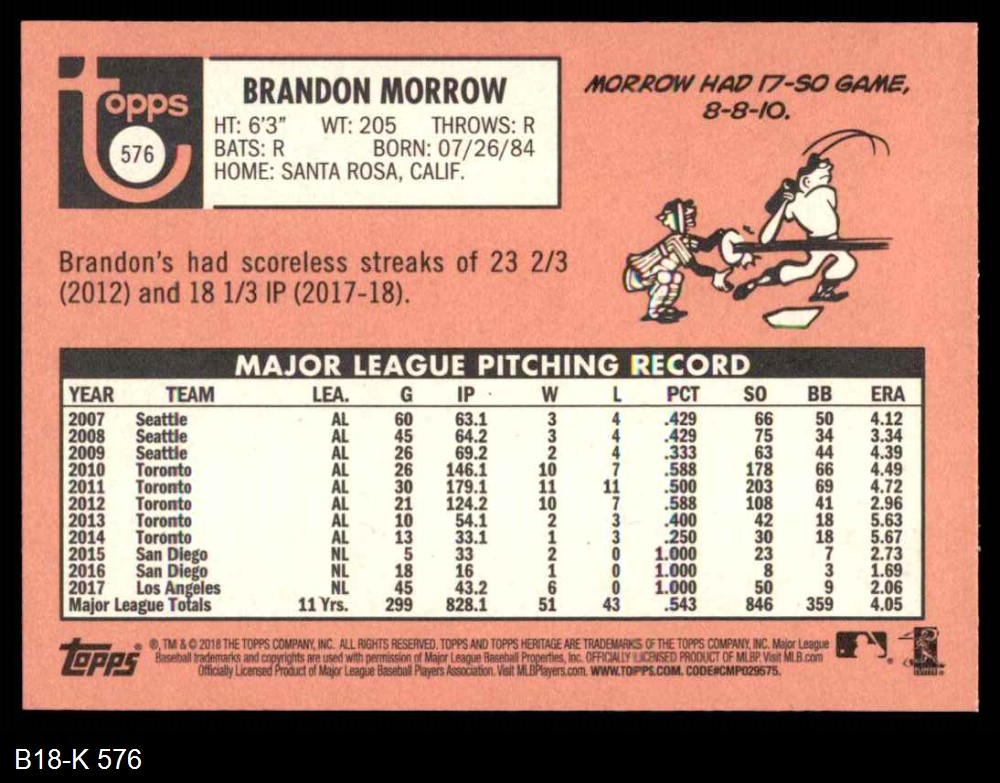 Topps
576
BRANDON MORROW
HT: 6'3" WT: 205 THROWS: R
BATS: R BORN: 07/26/84
HOME: SANTA ROSA, CALIF.
MORROW HAD 17-SO GAME,
8-8-10.
Brandon's had scoreless streaks of 23 2/3
(2012) and 18 1/3 IP (2017-18).
MAJOR LEAGUE PITCHING RECORD
YEAR TEAM LEA. G IP W L PCT SO BB ERA
2007 Seattle AL 60 63.1 3 4 .429 66 50 4.12
2008 Seattle AL 45 64.2 3 4 .429 75 34 3.34
2009 Seattle AL 26 69.2 2 4 .333 63 44 4.39
2010 Toronto AL 26 146.1 10 7 .588 178 66 4.49
2011 Toronto AL 30 179.1 11 11 .500 203 69 4.72
2012 Toronto AL 21 124.2 10 7 .588 108 41 2.96
2013 Toronto AL 10 54.1 2 3 .400 42 18 5.63
2014 Toronto AL 13 33.1 1 3 .250 30 18 5.67
2015 San Diego NL 5 33 2 0 1.000 23 7 2.73
2016 San Diego NL 18 16 1 0 1.000 8 3 1.69
2017 Los Angeles NL 45 43.2 6 0 1.000 50 9 2.06
Major League Totals 11 Yrs. 299 828.1 51 43 .543 846 359 4.05
Topps ®, TM & © 2018 THE TOPPS COMPANY, INC. ALL RIGHTS RESERVED. TOPPS AND TOPPS HERITAGE ARE TRADEMARKS OF THE TOPPS COMPANY, INC. Major League
Baseball trademarks and copyrights are used with permission of Major League Baseball Properties, Inc. OFFICIALLY LICENSED PRODUCT OF MLBP. Visit MLB.com
Officially Licensed Product of Major League Baseball Players Association. Visit MLBPlayers.com. WWW.TOPPS.COM. CODE#CMP029575.
B18-K 576